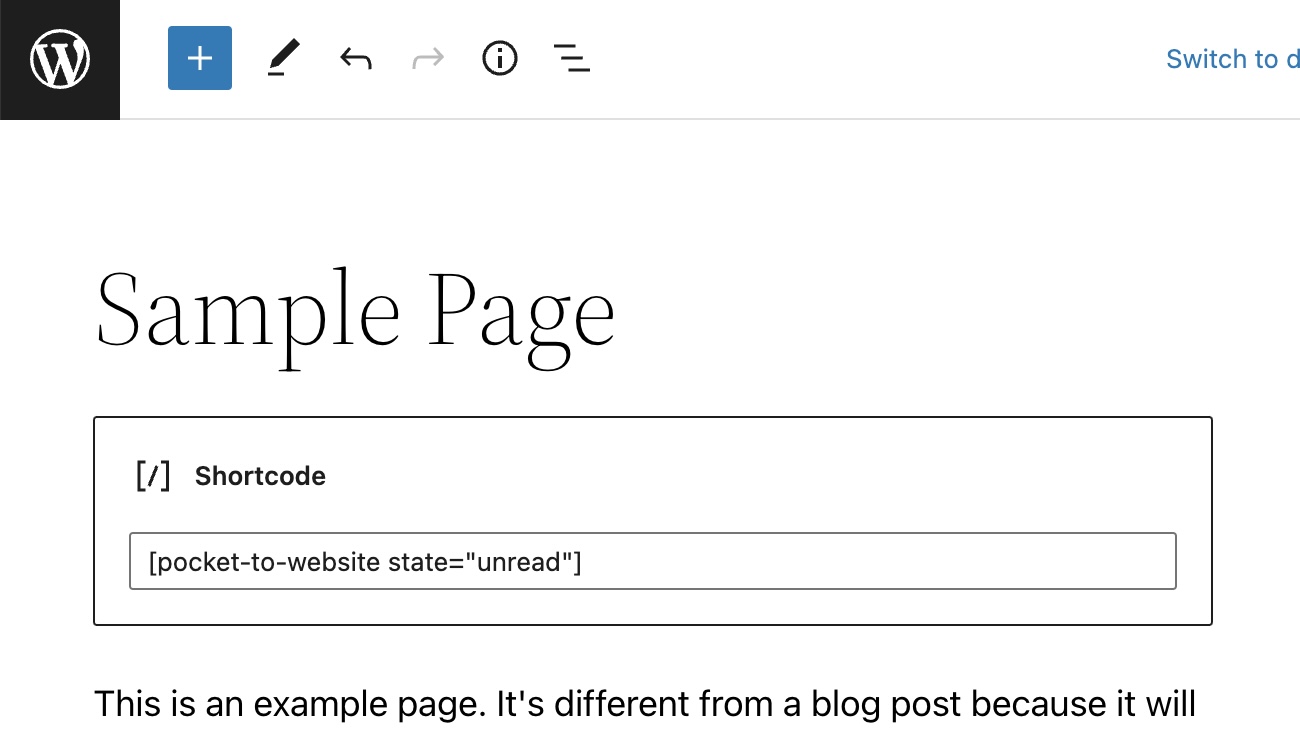 Switch to d
Sample Page
[/] Shortcode
[pocket-to-website state="unread"]
This is an example page. It's different from a blog post because it will